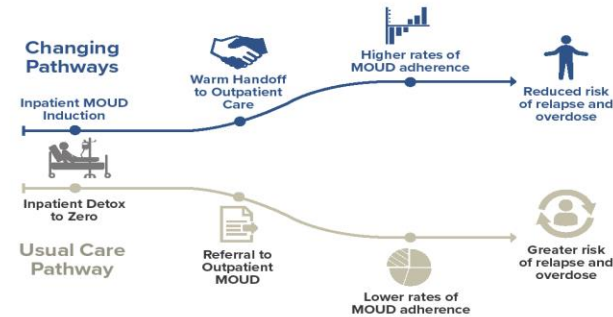 Changing
Pathways
Inpatient MOUD
Induction
Warm Handoff
to Outpatient
Care
Higher rates of
MOUD adherence
Reduced risk
of relapse and
overdose
Inpatient Detox
to Zero
Usual Care
Pathway
Referral to
Outpatient
MOUD
Lower rates of
MOUD adherence
Greater risk
of relapse and
overdose